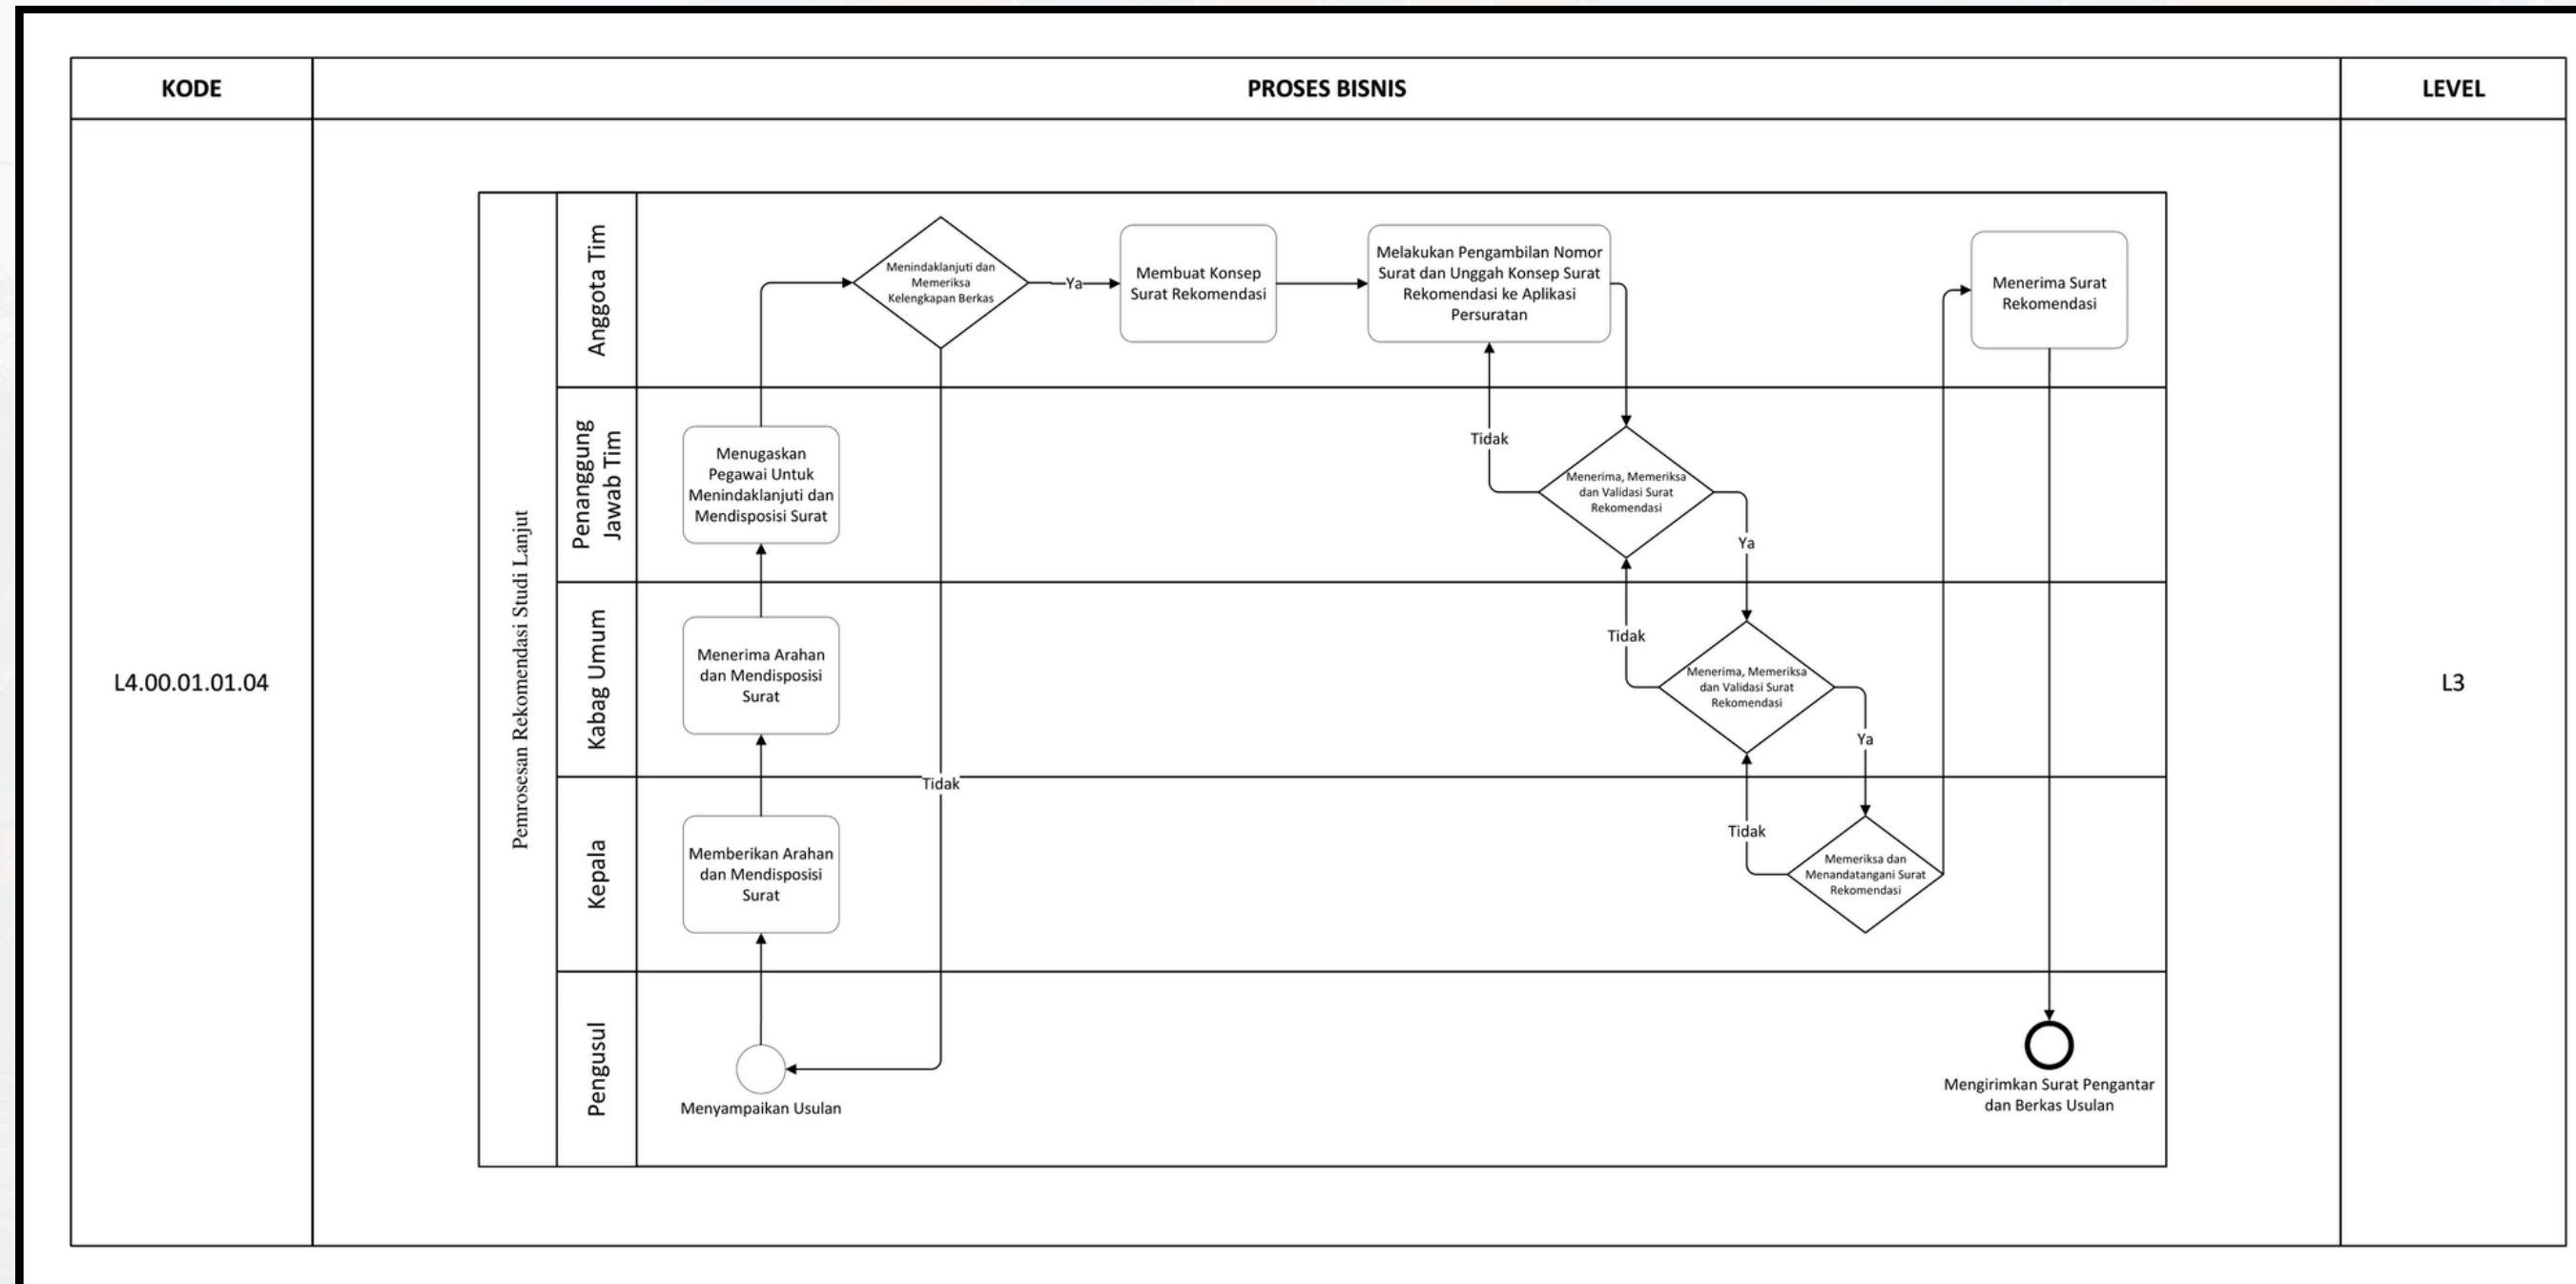 KODE
PROSES BISNIS
LEVEL
L4.00.01.01.04
Pemrosesan Rekomendasi Studi Lanjut
Anggota Tim
Menindaklanjuti dan
Memeriksa
Kelengkapan Berkas
Ya
Membuat Konsep
Surat Rekomendasi
Melakukan Pengambilan Nomor
Surat dan Unggah Konsep Surat
Rekomendasi ke Aplikasi
Persuratan
Menerima Surat
Rekomendasi
Penanggung
Jawab Tim
Menugaskan
Pegawai Untuk
Menindaklanjuti dan
Mendisposisi Surat
Tidak
Menerima, Memeriksa
dan Validasi Surat
Rekomendasi
Ya
Kabag Umum
Menerima Arahan
dan Mendisposisi
Surat
Tidak
Menerima, Memeriksa
dan Validasi Surat
Rekomendasi
Ya
Tidak
Kepala
Memberikan Arahan
dan Mendisposisi
Surat
Tidak
Memeriksa dan
Menandatangani Surat
Rekomendasi
Pengusul
Menyampaikan Usulan
Mengirimkan Surat Pengantar
dan Berkas Usulan
L3